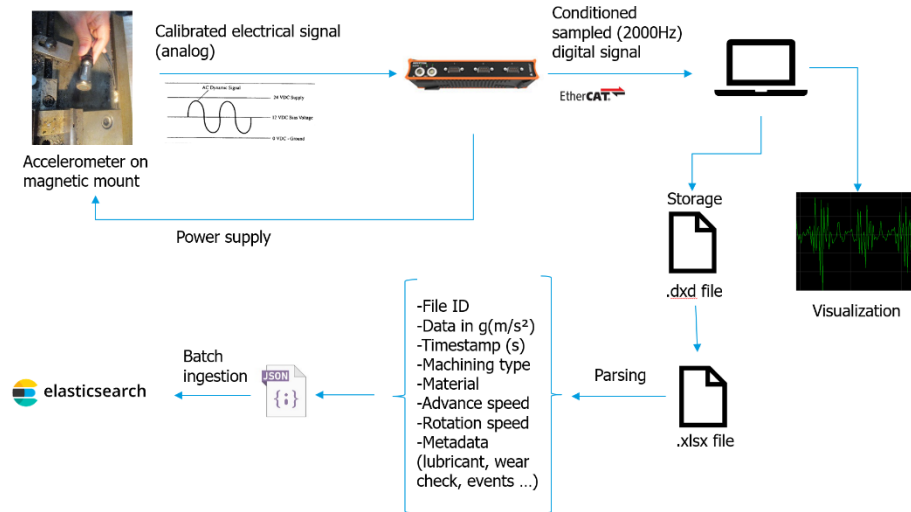 Calibrated electrical signal
(analog)
AC Dynamic Signal
24 VDC Supply
12 VDC Bias Voltage
0 VDC - Ground
Conditioned
sampled (2000Hz)
digital signal
EtherCAT
Accelerometer on
magnetic mount
Power supply
Storage
.dxd file
Visualization
-File ID
-Data in g(m/s²)
-Timestamp (s)
-Machining type
-Material
-Advance speed
-Rotation speed
-Metadata
(lubricant, wear
check, events ...)
Parsing
.xlsx file
Batch
ingestion
JSON
{;}
elasticsearch